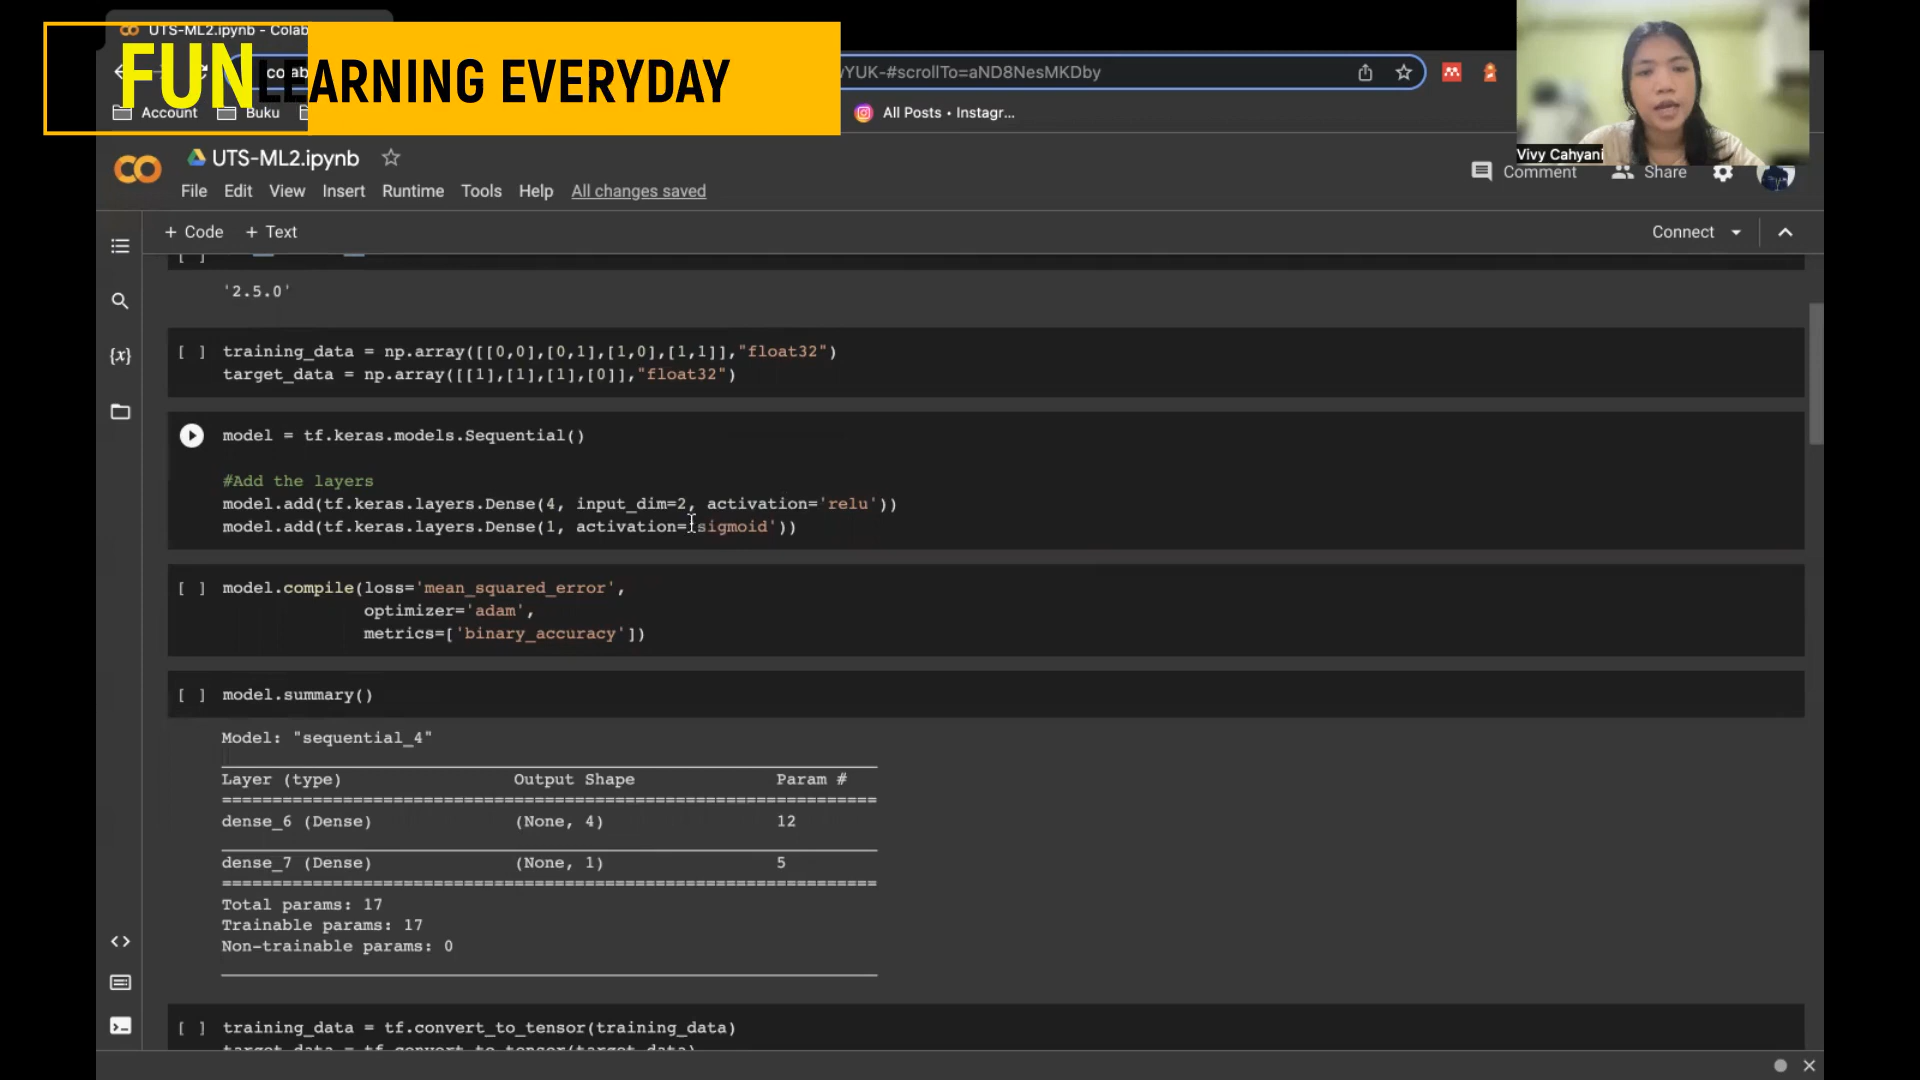 UTS-ML2.ipynb - Colab
FUN LEARNING EVERYDAY
colab
wYUK-#scrollTo=aND8NesMKDby
Account
Buku
All Posts • Instagr...
Vivy Cahyani
UTS-ML2.ipynb
File Edit View Insert Runtime Tools Help All changes saved
Comment
Share
+ Code + Text
Connect
[ ]
'2.5.0'
[ ] training_data = np.array([[0,0],[0,1],[1,0],[1,1]],"float32")
target_data = np.array([[1],[1],[1],[0]],"float32")
model = tf.keras.models.Sequential()
#Add the layers
model.add(tf.keras.layers.Dense(4, input_dim=2, activation='relu'))
model.add(tf.keras.layers.Dense(1, activation='sigmoid'))
[ ] model.compile(loss='mean_squared_error',
optimizer='adam',
metrics=['binary_accuracy'])
[ ] model.summary()
Model: "sequential_4"
Layer (type) Output Shape Param #
=================================================================
dense_6 (Dense) (None, 4) 12
dense_7 (Dense) (None, 1) 5
=================================================================
Total params: 17
Trainable params: 17
Non-trainable params: 0
[ ] training_data = tf.convert_to_tensor(training_data)
target_data = tf.convert_to_tensor(target_data)